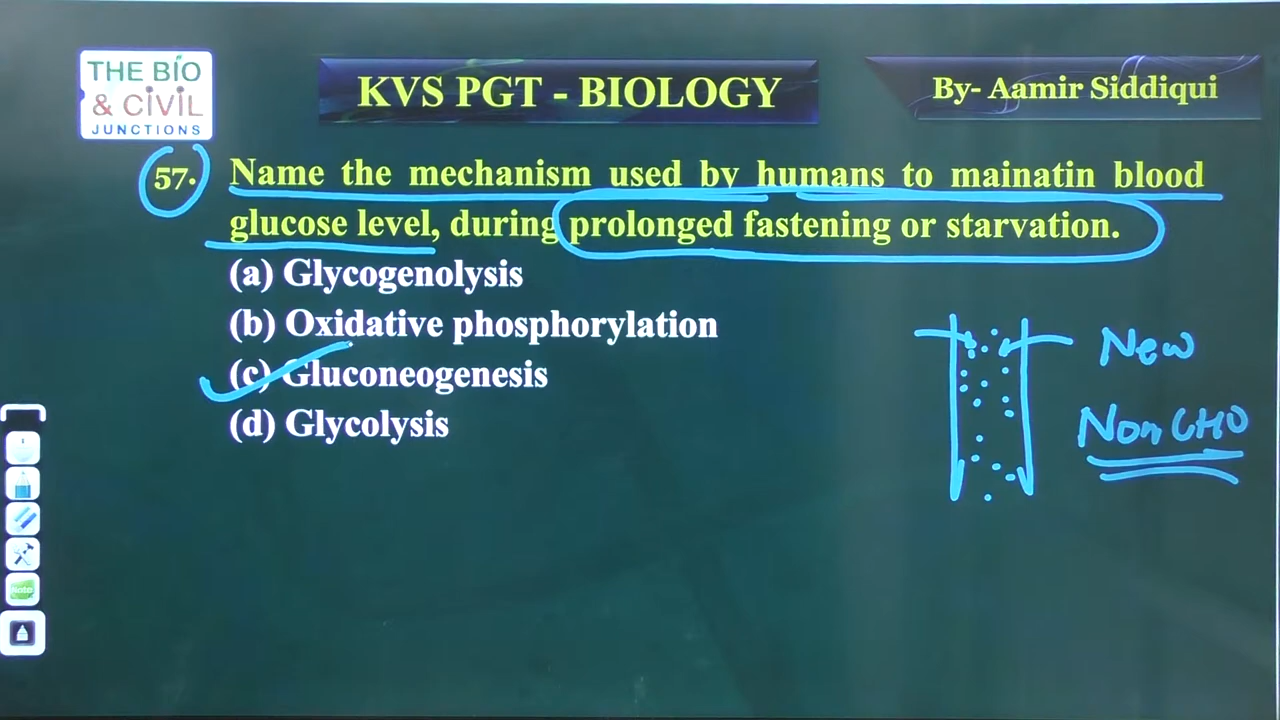 THE BIO
& CIVIL
JUNCTIONS
KVS PGT - BIOLOGY
By- Aamir Siddiqui
57. Name the mechanism used by humans to mainatin blood
glucose level, during prolonged fastening or starvation.
(a) Glycogenolysis
(b) Oxidative phosphorylation
(c) Gluconeogenesis
(d) Glycolysis
New
Non CHO
Note